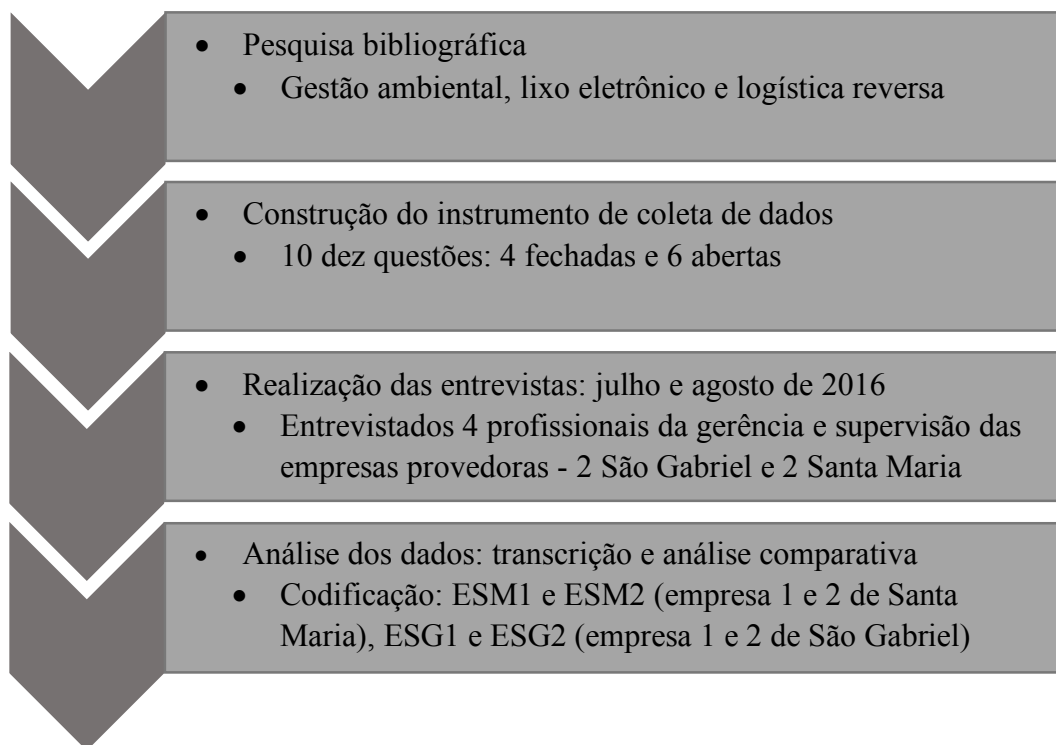 • Pesquisa bibliográfica
• Gestão ambiental, lixo eletrônico e logística reversa
• Construção do instrumento de coleta de dados
• 10 dez questões: 4 fechadas e 6 abertas
• Realização das entrevistas: julho e agosto de 2016
• Entrevistados 4 profissionais da gerência e supervisão das
empresas provedoras - 2 São Gabriel e 2 Santa Maria
• Análise dos dados: transcrição e análise comparativa
• Codificação: ESM1 e ESM2 (empresa 1 e 2 de Santa
Maria), ESG1 e ESG2 (empresa 1 e 2 de São Gabriel)